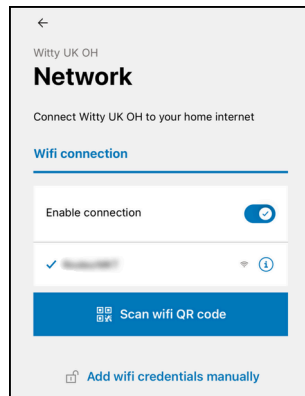 Witty UK OH
Network
Connect Witty UK OH to your home internet
Wifi connection
Enable connection
Scan wifi QR code
Add wifi credentials manually